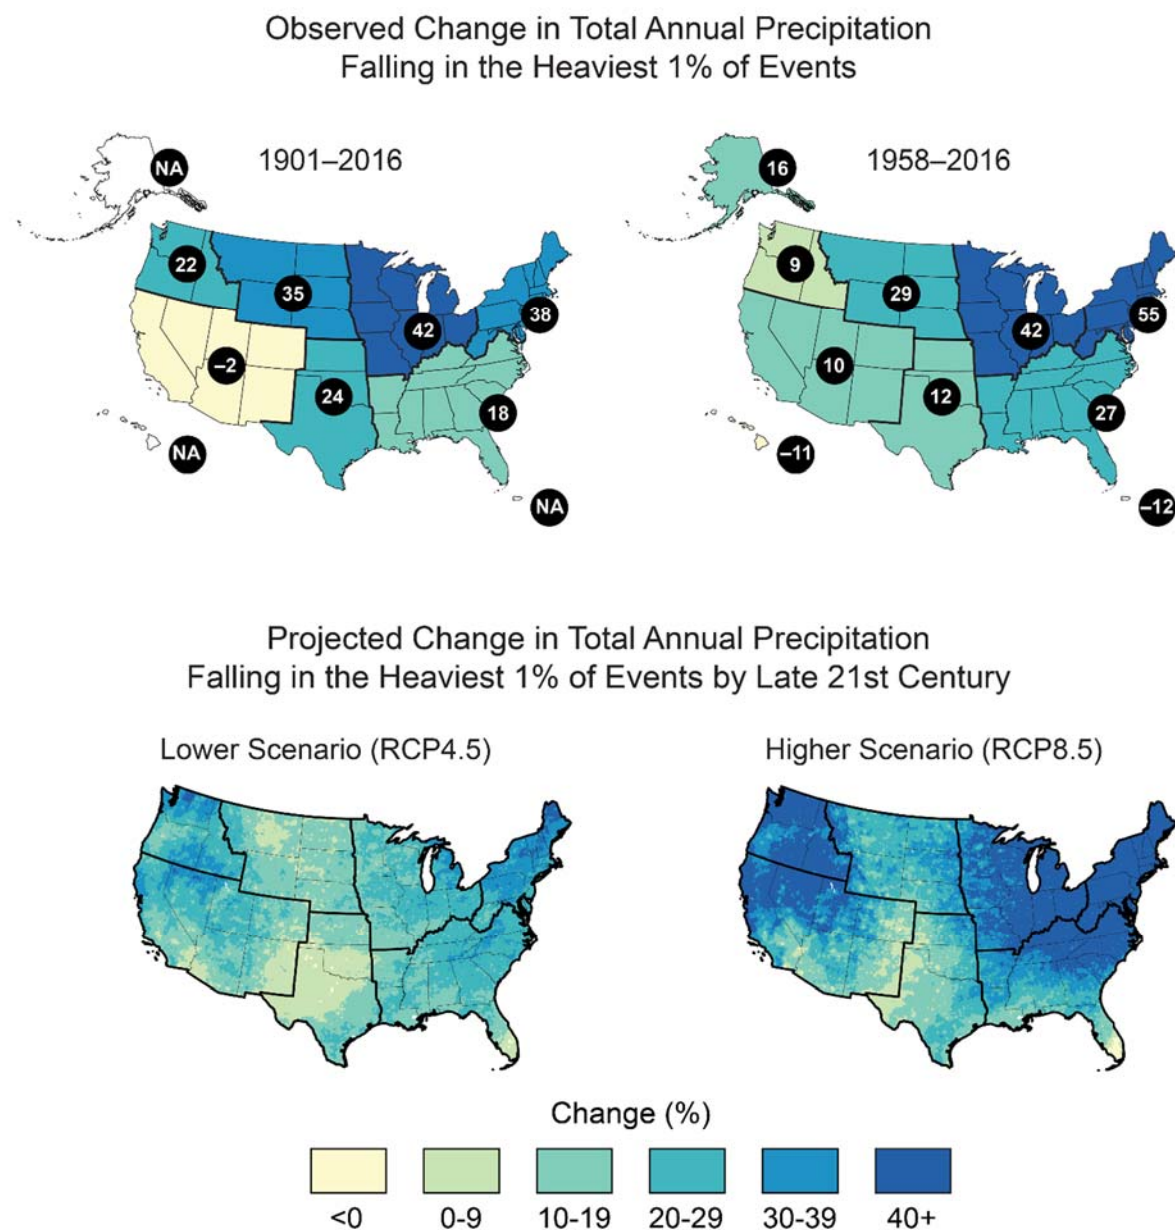 Observed Change in Total Annual Precipitation
Falling in the Heaviest 1% of Events
1901–2016
NA
22
35
42
38
–2
24
18
NA
NA
1958–2016
16
9
29
42
55
10
12
27
–11
–12
Projected Change in Total Annual Precipitation
Falling in the Heaviest 1% of Events by Late 21st Century
Lower Scenario (RCP4.5)
Higher Scenario (RCP8.5)
Change (%)
<0
0-9
10-19
20-29
30-39
40+